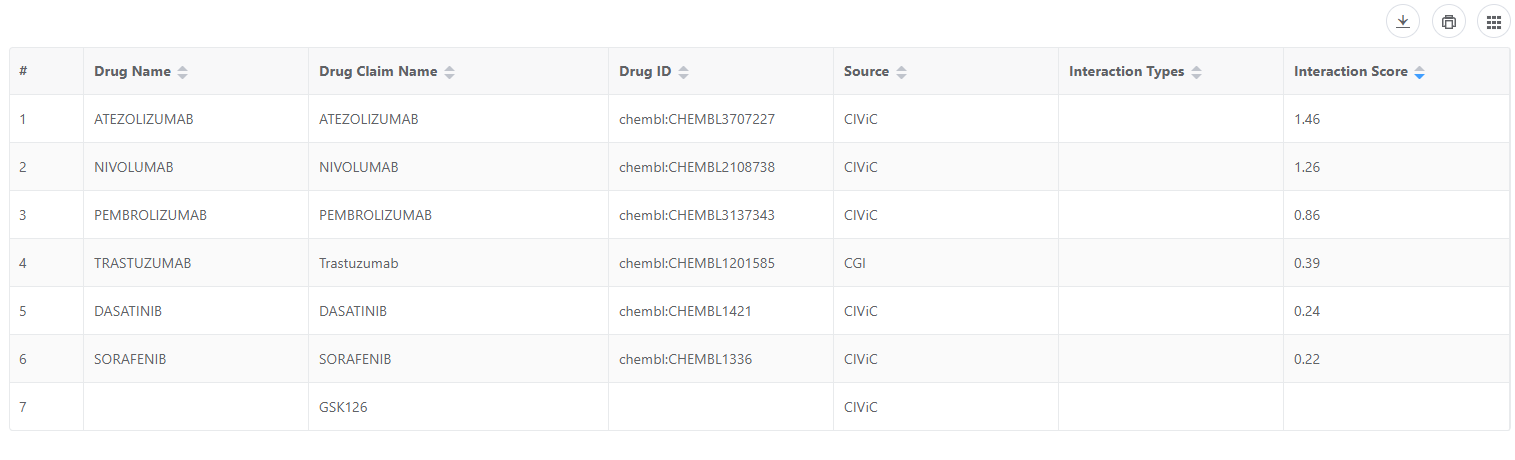 # Drug Name Drug Claim Name Drug ID Source Interaction Types Interaction Score
1 ATEZOLIZUMAB ATEZOLIZUMAB chembl:CHEMBL3707227 CIViC 1.46
2 NIVOLUMAB NIVOLUMAB chembl:CHEMBL2108738 CIViC 1.26
3 PEMBROLIZUMAB PEMBROLIZUMAB chembl:CHEMBL3137343 CIViC 0.86
4 TRASTUZUMAB Trastuzumab chembl:CHEMBL1201585 CGI 0.39
5 DASATINIB DASATINIB chembl:CHEMBL1421 CIViC 0.24
6 SORAFENIB SORAFENIB chembl:CHEMBL1336 CIViC 0.22
7 GSK126 CIViC